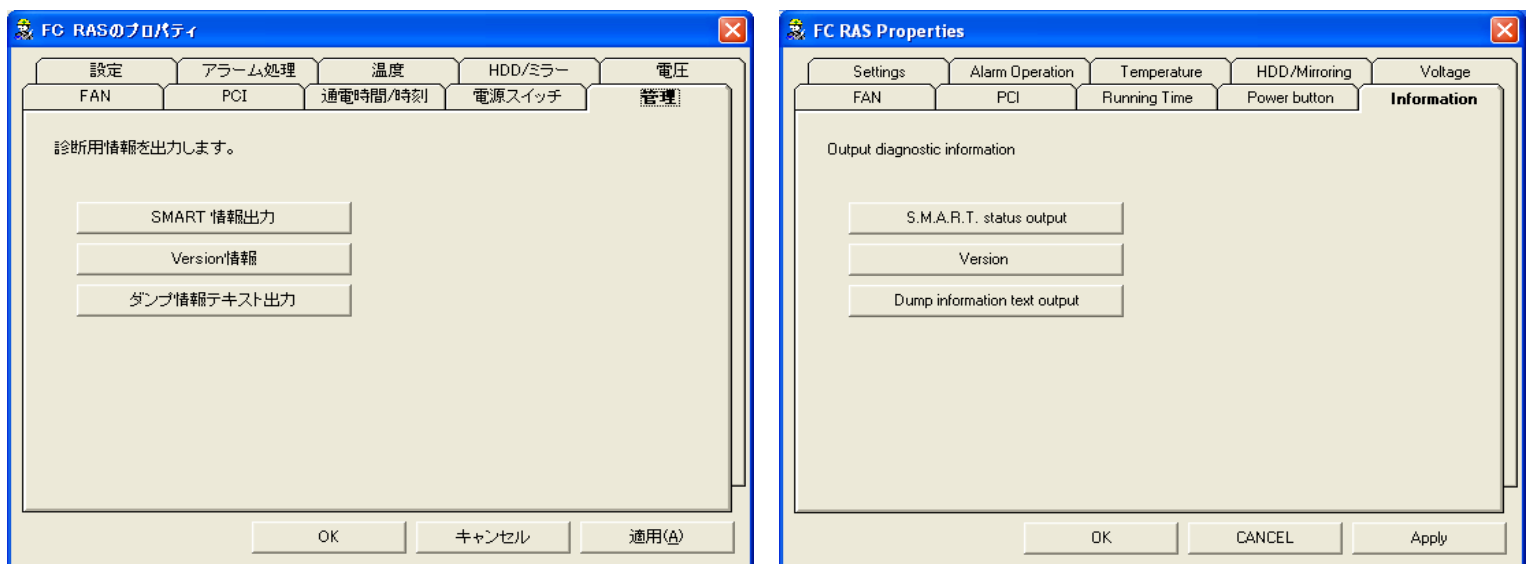 FC RASのプロパティ
設定 アラーム処理 温度 HDD/ミラー 電圧
FAN PCI 通電時間/時刻 電源スイッチ 管理
診断用情報を出力します。
SMART 情報出力
Version情報
ダンプ情報テキスト出力
OK キャンセル 適用(A)
FC RAS Properties
Settings Alarm Operation Temperature HDD/Mirroring Voltage
FAN PCI Running Time Power button Information
Output diagnostic information
S.M.A.R.T. status output
Version
Dump information text output
OK CANCEL Apply